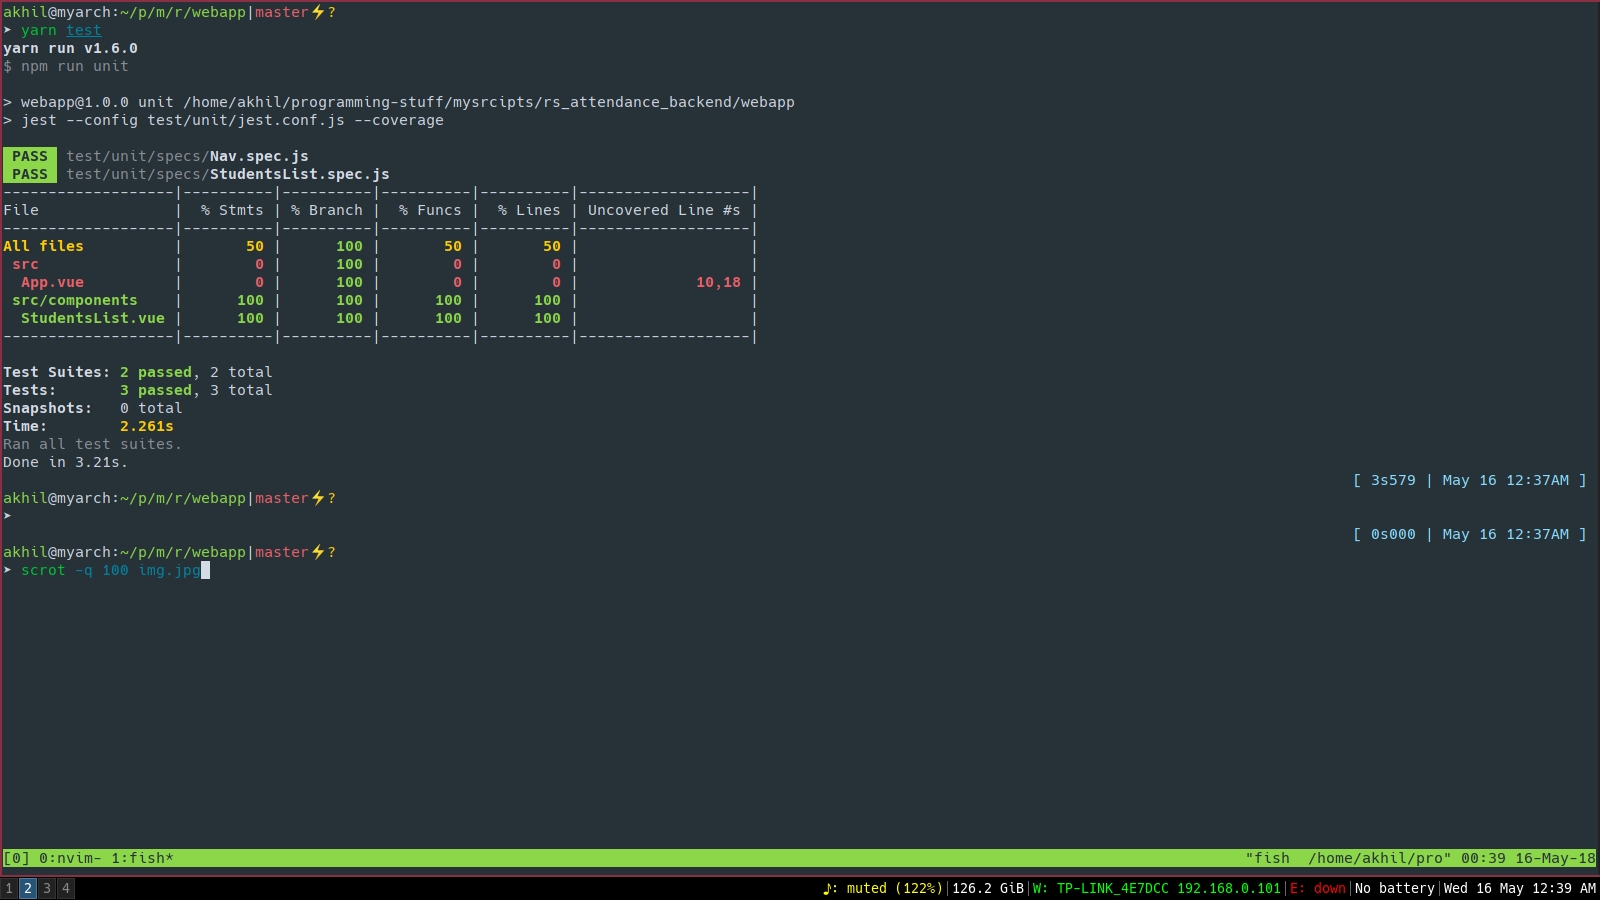 akhil@myarch:~/p/m/r/webapp|master⚡?
➤ yarn test
yarn run v1.6.0
$ npm run unit
> webapp@1.0.0 unit /home/akhil/programming-stuff/mysrcipts/rs_attendance_backend/webapp
> jest --config test/unit/jest.conf.js --coverage
PASS test/unit/specs/Nav.spec.js
PASS test/unit/specs/StudentsList.spec.js
-------------------|----------|----------|----------|----------|-------------------|
File               |  % Stmts | % Branch |  % Funcs |  % Lines | Uncovered Line #s |
-------------------|----------|----------|----------|----------|-------------------|
All files          |       50 |      100 |       50 |       50 |                   |
 src               |        0 |      100 |        0 |        0 |                   |
  App.vue          |        0 |      100 |        0 |        0 |             10,18 |
 src/components    |      100 |      100 |      100 |      100 |                   |
  StudentsList.vue |      100 |      100 |      100 |      100 |                   |
-------------------|----------|----------|----------|----------|-------------------|
Test Suites: 2 passed, 2 total
Tests:       3 passed, 3 total
Snapshots:   0 total
Time:        2.261s
Ran all test suites.
Done in 3.21s.
[ 3s579 | May 16 12:37AM ]
akhil@myarch:~/p/m/r/webapp|master⚡?
➤
[ 0s000 | May 16 12:37AM ]
akhil@myarch:~/p/m/r/webapp|master⚡?
➤ scrot -q 100 img.jpg
[0] 0:nvim- 1:fish* "fish  /home/akhil/pro" 00:39 16-May-18
1 2 3 4 ♪: muted (122%)|126.2 GiB|W: TP-LINK_4E7DCC 192.168.0.101|E: down|No battery|Wed 16 May 12:39 AM